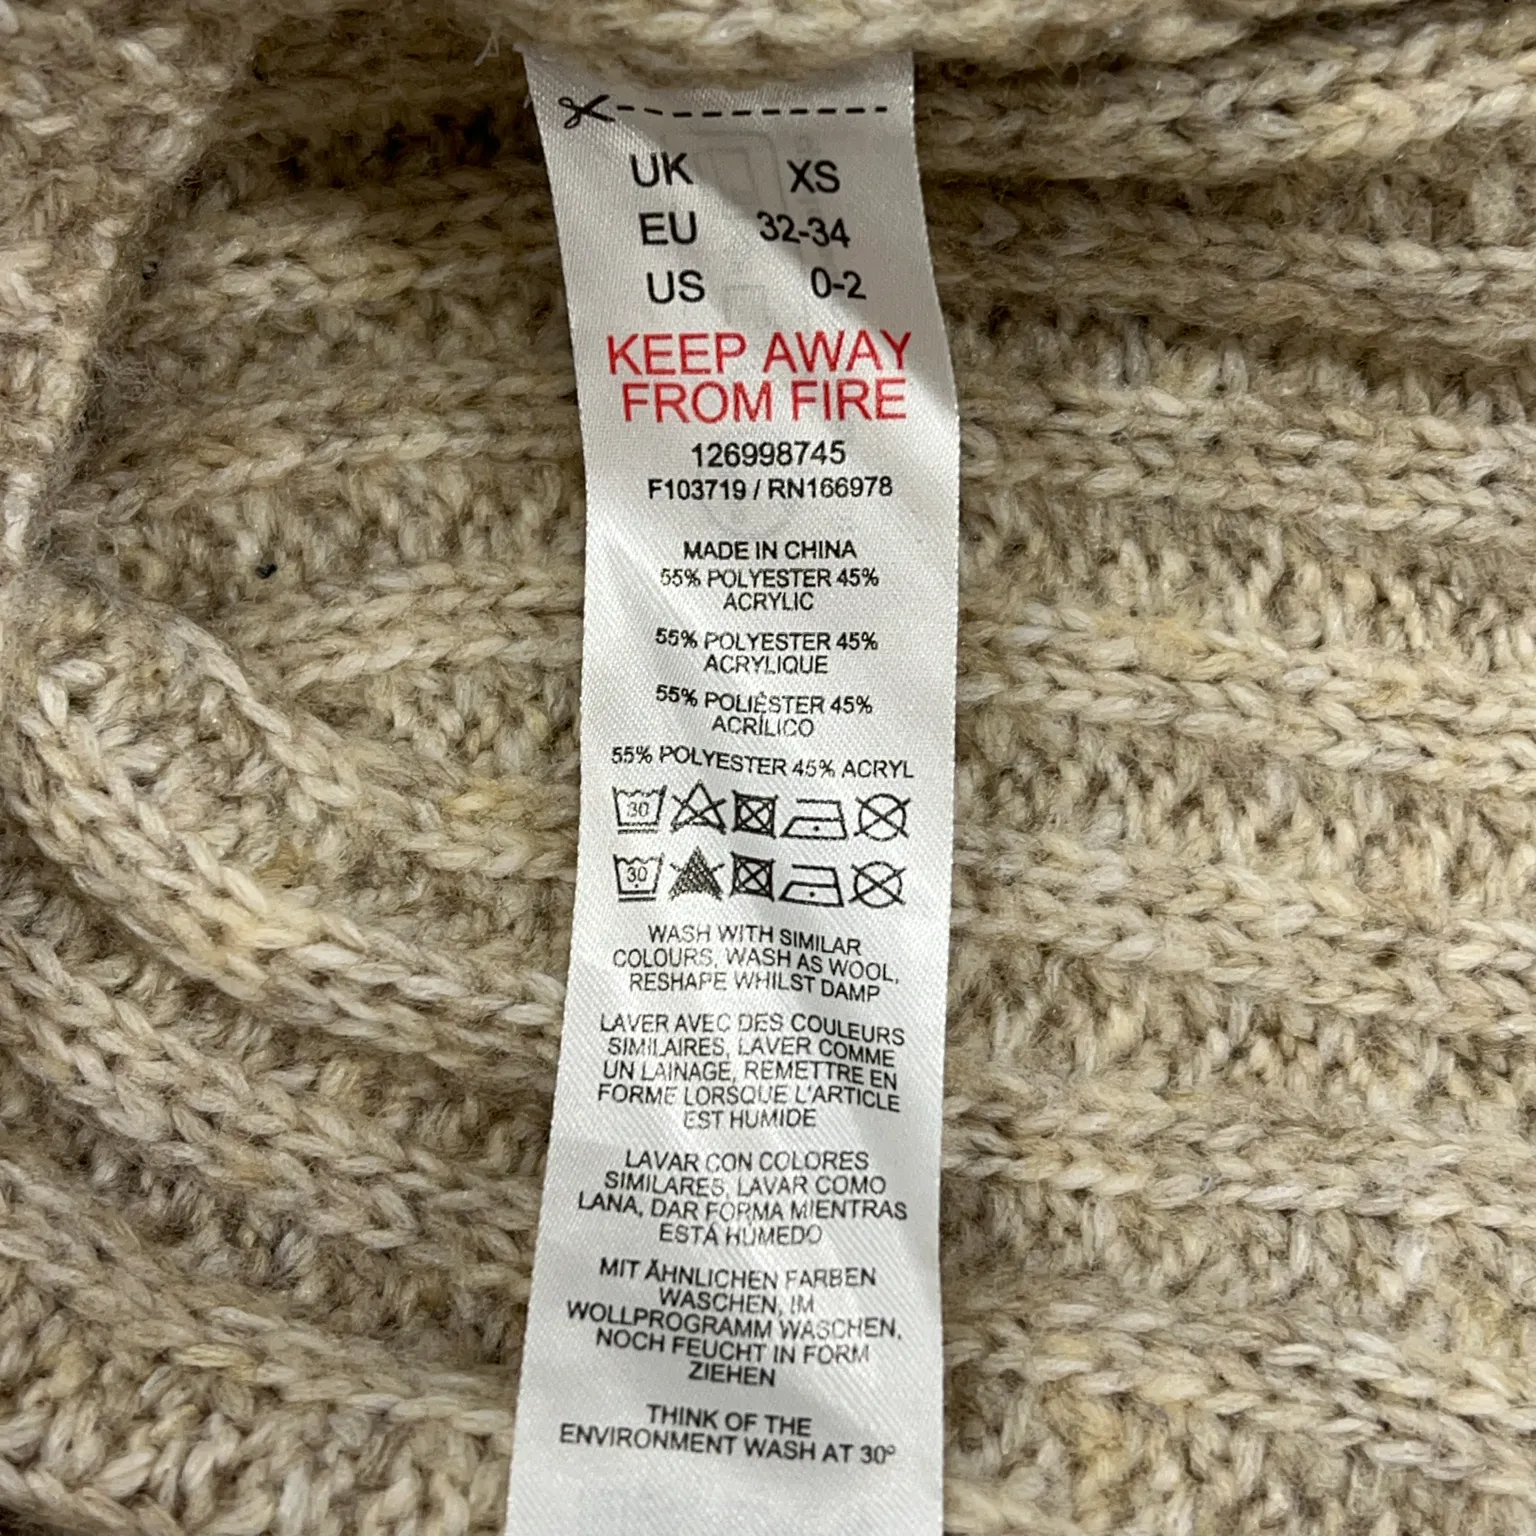 UK XS
EU 32-34
US 0-2
KEEP AWAY
FROM FIRE
126998745
F103719 / RN166978
MADE IN CHINA
55% POLYESTER 45%
ACRYLIC
55% POLYESTER 45%
ACRYLIQUE
55% POLIÉSTER 45%
ACRÍLICO
55% POLYESTER 45% ACRYL
30
30
WASH WITH SIMILAR
COLOURS, WASH AS WOOL,
RESHAPE WHILST DAMP
LAVER AVEC DES COULEURS
SIMILAIRES, LAVER COMME
UN LAINAGE, REMETTRE EN
FORME LORSQUE L'ARTICLE
EST HUMIDE
LAVAR CON COLORES
SIMILARES, LAVAR COMO
LANA, DAR FORMA MIENTRAS
ESTÁ HÚMEDO
MIT ÄHNLICHEN FARBEN
WASCHEN, IM
WOLLPROGRAMM WASCHEN,
NOCH FEUCHT IN FORM
ZIEHEN
THINK OF THE
ENVIRONMENT WASH AT 30°